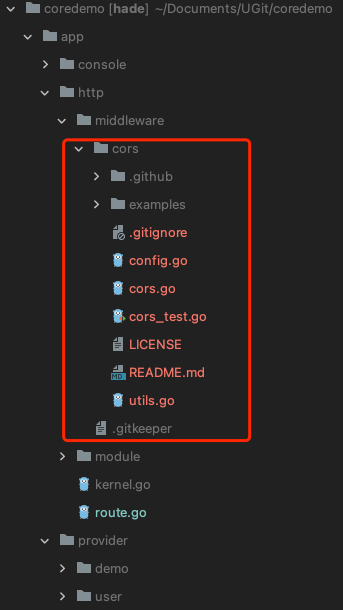 coredemo [hade] ~/Documents/UGit/coredemo
app
console
http
middleware
cors
.github
examples
.gitignore
config.go
cors.go
cors_test.go
LICENSE
MD README.md
utils.go
.gitkeeper
module
kernel.go
route.go
provider
demo
user